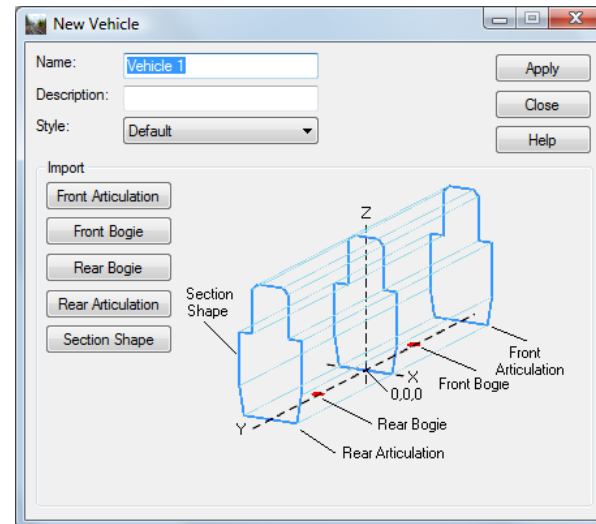 New Vehicle
Name:
Vehicle 1
Apply
Description:
Close
Style:
Default
Help
Import
Front Articulation
Front Bogie
Rear Bogie
Rear Articulation
Section Shape
Z
Section
Shape
Front
Articulation
X
Front Bogie
0,0,0
Rear Bogie
Y
Rear Articulation